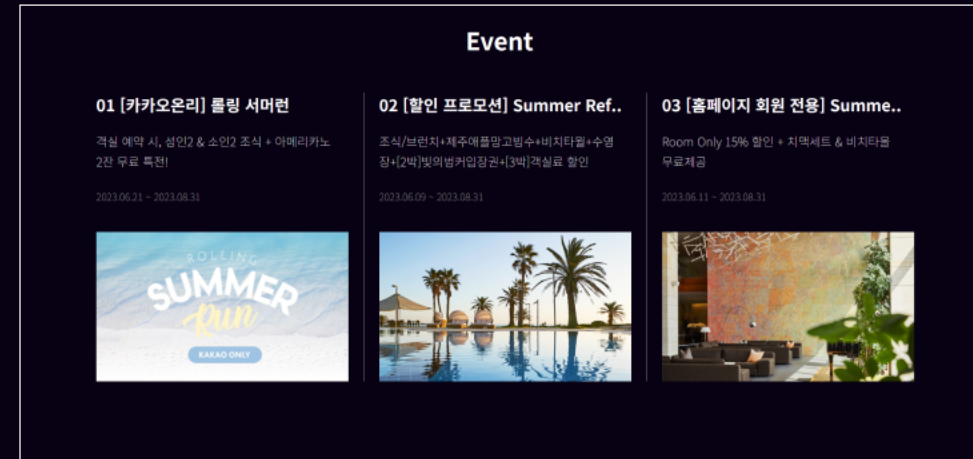 Event
01 [카카오온리] 롤링 서머런
객실 예약 시, 성인2 & 소인2 조식 + 아메리카노
2잔 무료 특전!
2023.06.21 ~ 2023.08.31
ROLLING
SUMMER
Run
KAKAO ONLY
02 [할인 프로모션] Summer Ref..
조식/브런치+제주애플망고빙수+비치타월+수영
장+[2박]빛의벙커입장권+[3박]객실료 할인
2023.06.09 ~ 2023.08.31
03 [홈페이지 회원 전용] Summe..
Room Only 15% 할인 + 치맥세트 & 비치타올
무료제공
2023.06.11 ~ 2023.08.31